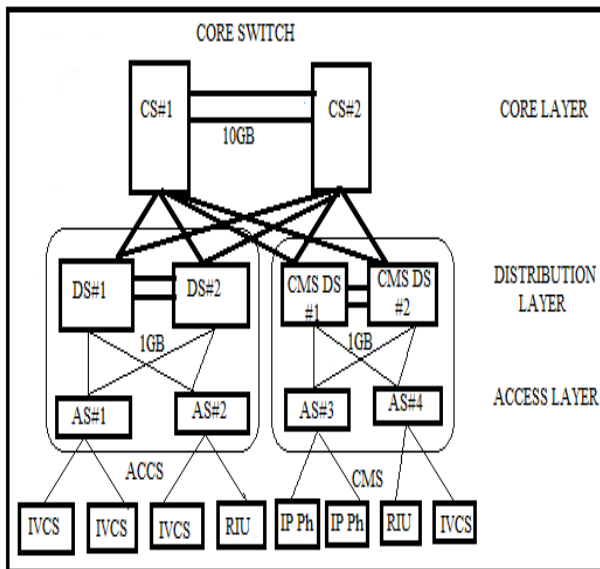 CORE SWITCH
CS#1
CS#2
CORE LAYER
10GB
DS#1
DS#2
CMS DS
#1
CMS DS
#2
DISTRIBUTION
LAYER
1GB
1GB
AS#1
AS#2
AS#3
AS#4
ACCESS LAYER
ACCS
CMS
IVCS
IVCS
IVCS
RIU
IP Ph
IP Ph
RIU
IVCS